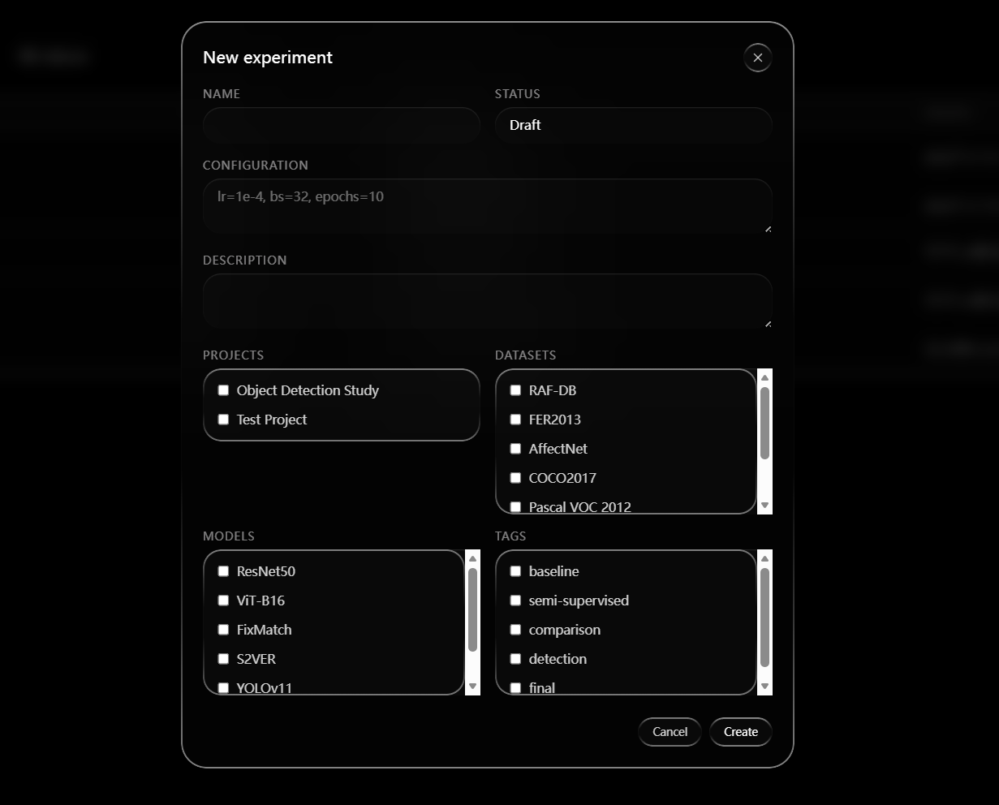 New experiment
NAME
STATUS
Draft
CONFIGURATION
lr=1e-4, bs=32, epochs=10
DESCRIPTION
PROJECTS
Object Detection Study
Test Project
DATASETS
RAF-DB
FER2013
AffectNet
COCO2017
Pascal VOC 2012
MODELS
ResNet50
ViT-B16
FixMatch
S2VER
YOLOv11
TAGS
baseline
semi-supervised
comparison
detection
final
Cancel
Create